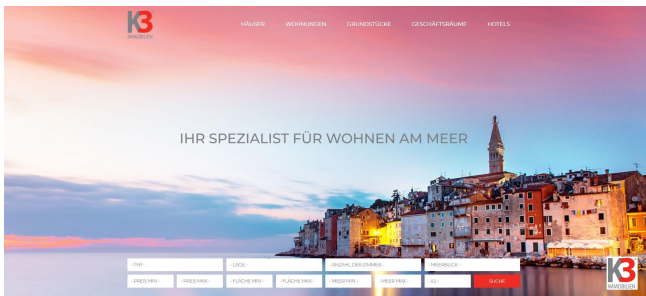 K3
IMMOBILIEN
HÄUSER WOHNUNGEN GRUNDSTÜCKE GESCHÄFTSRÄUME HOTELS
IHR SPEZIALIST FÜR WOHNEN AM MEER
- TYP - - LAGE - - ANZAHL DER ZIMMER - - MEERBLICK -
- PREIS MIN - - PREIS MAX - - FLÄCHE MIN - - FLÄCHE MAX - - MEER MIN - - MEER MAX - - ID - SUCHE
K3
IMMOBILIEN